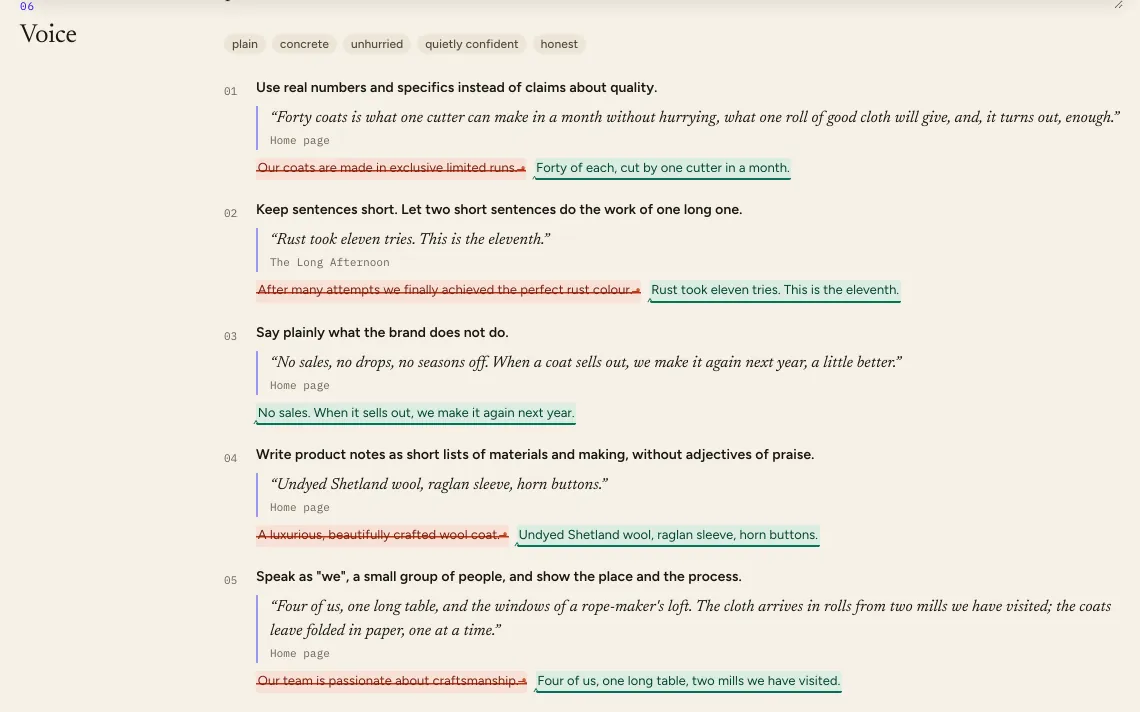 06
Voice
plain concrete unhurried quietly confident honest
01 Use real numbers and specifics instead of claims about quality.
“Forty coats is what one cutter can make in a month without hurrying, what one roll of good cloth will give, and, it turns out, enough.”
Home page
Our coats are made in exclusive limited runs. Forty of each, cut by one cutter in a month.
02 Keep sentences short. Let two short sentences do the work of one long one.
“Rust took eleven tries. This is the eleventh.”
The Long Afternoon
After many attempts we finally achieved the perfect rust colour. Rust took eleven tries. This is the eleventh.
03 Say plainly what the brand does not do.
“No sales, no drops, no seasons off. When a coat sells out, we make it again next year, a little better.”
Home page
No sales. When it sells out, we make it again next year.
04 Write product notes as short lists of materials and making, without adjectives of praise.
“Undyed Shetland wool, raglan sleeve, horn buttons.”
Home page
A luxurious, beautifully crafted wool coat. Undyed Shetland wool, raglan sleeve, horn buttons.
05 Speak as "we", a small group of people, and show the place and the process.
“Four of us, one long table, and the windows of a rope-maker's loft. The cloth arrives in rolls from two mills we have visited; the coats
leave folded in paper, one at a time.”
Home page
Our team is passionate about craftsmanship. Four of us, one long table, two mills we have visited.